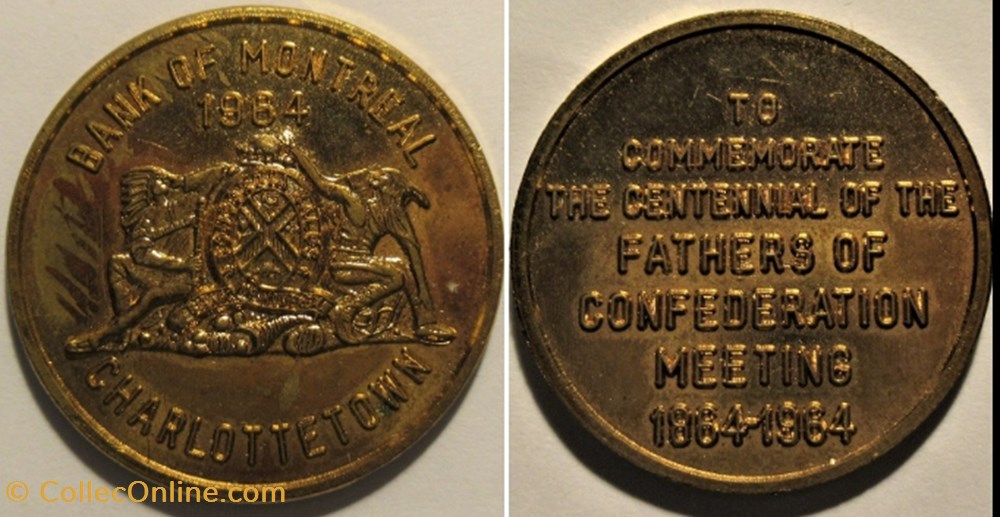 BANK OF MONTREAL
1964
CHARLOTTETOWN
TO
COMMEMORATE
THE CENTENNIAL OF THE
FATHERS OF
CONFEDERATION
MEETING
1864-1964
© CollecOnline.com